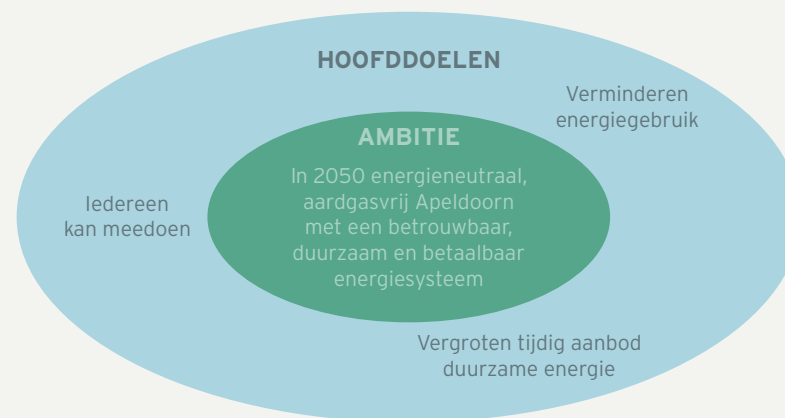 HOOFDDOELEN
Verminderen
energiegebruik
AMBITIE
In 2050 energieneutraal,
aardgasvrij Apeldoorn
met een betrouwbaar,
duurzaam en betaalbaar
energiesysteem
Iedereen
kan meedoen
Vergroten tijdig aanbod
duurzame energie